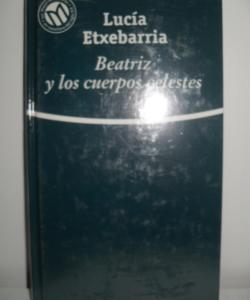 Lucía
Etxebarria
Beatriz
y los cuerpos celestes